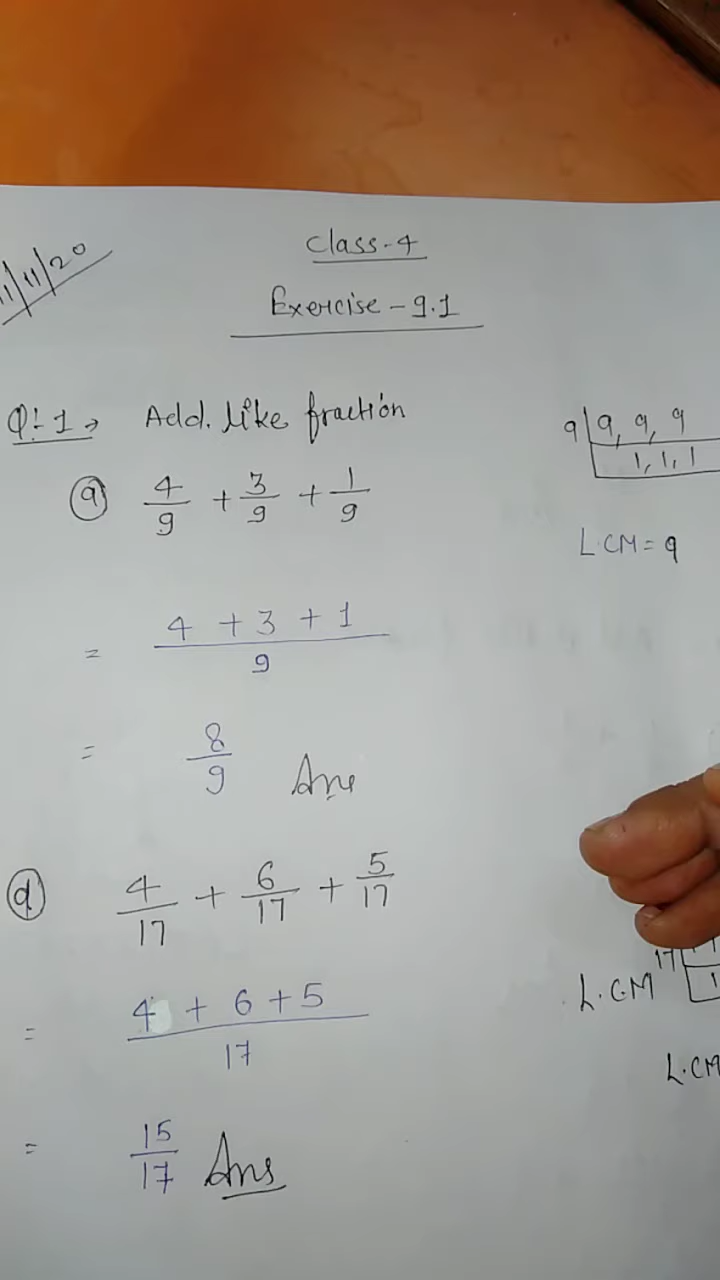 11/11/20
Class-4
Exercise - 9.1
Q!-1→ Add. like fraction
(a) 4/9 + 3/9 + 1/9
9 | 9, 9, 9
1, 1, 1
L.CM = 9
= 4 + 3 + 1 / 9
= 8/9 Ans
(d) 4/17 + 6/17 + 5/17
= 4 + 6 + 5 / 17
L.CM 17
L.CM
= 15/17 Ans